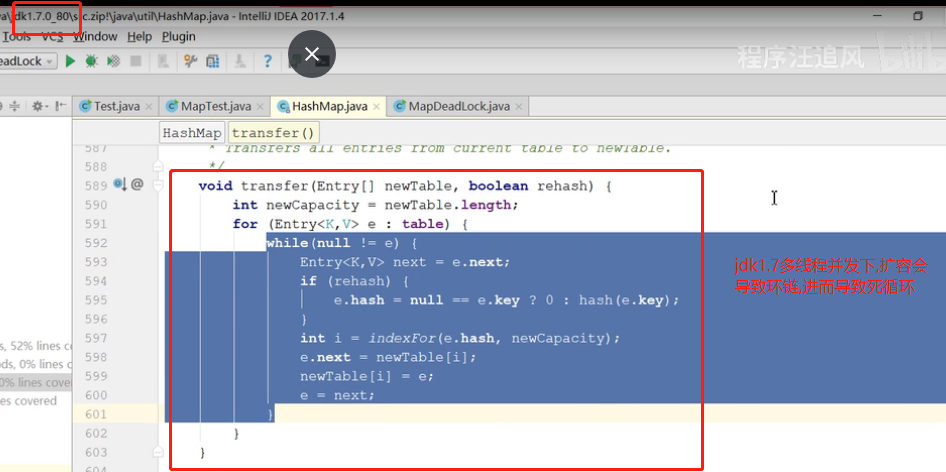 jdk1.7.0_80\src.zip!\java\util\HashMap.java - IntelliJ IDEA 2017.1.4
Tools VCS Window Help Plugin
eadLock
程序汪追风
Test.java MapTest.java HashMap.java MapDeadLock.java
HashMap transfer()
587 * Transfers all entries from current table to newTable.
588 */
589 void transfer(Entry[] newTable, boolean rehash) {
590 int newCapacity = newTable.length;
591 for (Entry<K,V> e : table) {
592 while(null != e) {
593 Entry<K,V> next = e.next;
594 if (rehash) {
595 e.hash = null == e.key ? 0 : hash(e.key);
596 }
597 int i = indexFor(e.hash, newCapacity);
598 e.next = newTable[i];
599 newTable[i] = e;
600 e = next;
601 }
602 }
603 }
604
jdk1.7多线程并发下,扩容会
导致环链,进而导致死循环
s, 52% lines co
ods, 0% lines c
0% lines cove
es covered